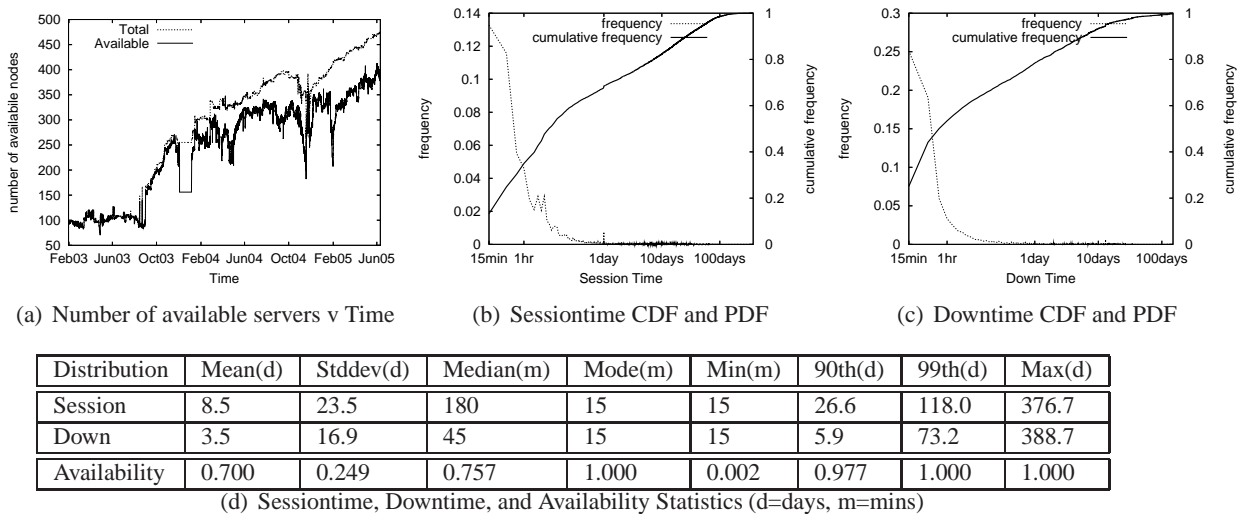 Total
Available
500
450
400
350
300
250
200
150
100
50
number of availabile nodes
Feb03 Jun03 Oct03 Feb04 Jun04 Oct04 Feb05 Jun05
Time
frequency
cumulative frequency
0.14
0.12
0.1
0.08
0.06
0.04
0.02
0
frequency
1
0.8
0.6
0.4
0.2
0
cumulative frequency
15min 1hr 1day 10days 100days
Session Time
frequency
cumulative frequency
0.3
0.25
0.2
0.15
0.1
0.05
0
frequency
1
0.8
0.6
0.4
0.2
0
cumulative frequency
15min 1hr 1day 10days 100days
Down Time
(a) Number of available servers v Time
(b) Sessiontime CDF and PDF
(c) Downtime CDF and PDF
Distribution Mean(d) Stddev(d) Median(m) Mode(m) Min(m) 90th(d) 99th(d) Max(d)
Session 8.5 23.5 180 15 15 26.6 118.0 376.7
Down 3.5 16.9 45 15 15 5.9 73.2 388.7
Availability 0.700 0.249 0.757 1.000 0.002 0.977 1.000 1.000
(d) Sessiontime, Downtime, and Availability Statistics (d=days, m=mins)